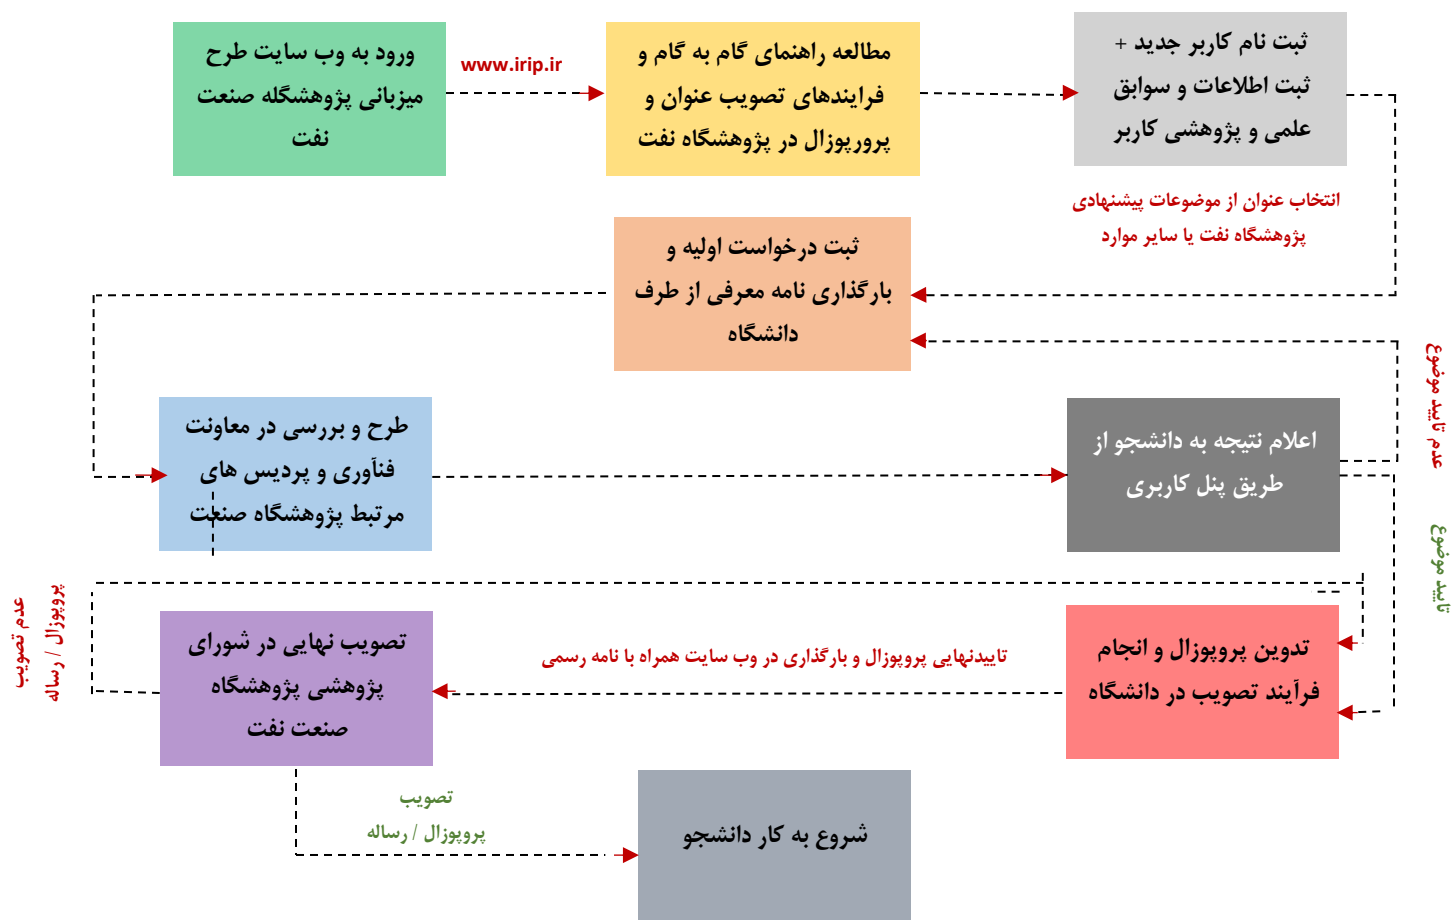 ورود به وب سایت طرح
میزبانی پژوهشگله صنعت
نفت
www.irip.ir
مطالعه راهنمای گام به گام و
فرایندهای تصویب عنوان و
پرورپوزال در پژوهشگاه نفت
ثبت نام کاربر جدید +
ثبت اطلاعات و سوابق
علمی و پژوهشی کاربر
انتخاب عنوان از موضوعات پیشنهادی
پژوهشگاه نفت یا سایر موارد
ثبت درخواست اولیه و
بارگذاری نامه معرفی از طرف
دانشگاه
طرح و بررسی در معاونت
فنآوری و پردیس های
مرتبط پژوهشگاه صنعت
اعلام نتیجه به دانشجو از
طریق پنل کاربری
عدم تایید موضوع
تایید موضوع
تدوین پروپوزال و انجام
فرآیند تصویب در دانشگاه
تاییدنهایی پروپوزال و بارگذاری در وب سایت همراه با نامه رسمی
تصویب نهایی در شورای
پژوهشی پژوهشگاه
صنعت نفت
عدم تصویب
پروپوزال / رساله
تصویب
پروپوزال / رساله
شروع به کار دانشجو